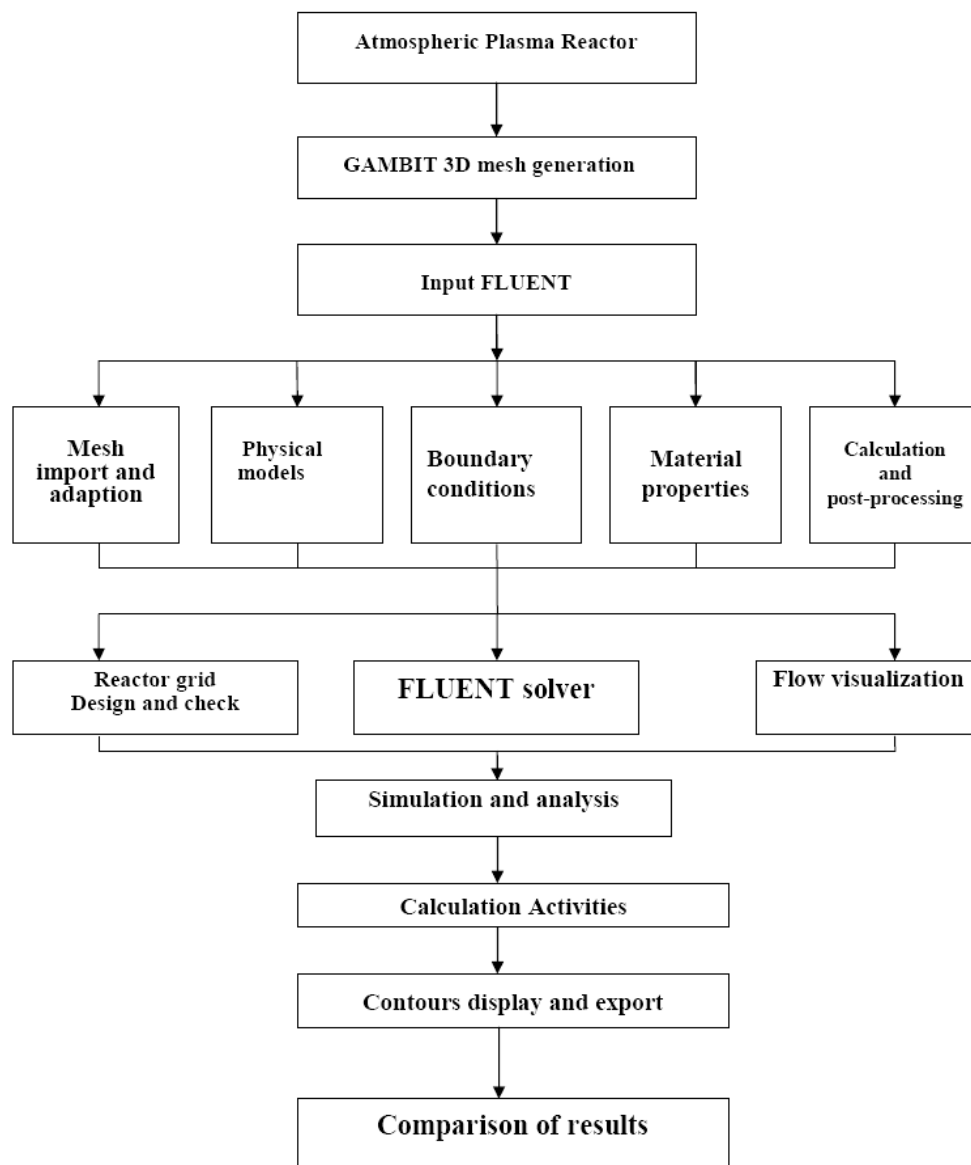 Atmospheric Plasma Reactor
GAMBIT 3D mesh generation
Input FLUENT
Mesh
import and
adaption
Physical
models
Boundary
conditions
Material
properties
Calculation
and
post-processing
Reactor grid
Design and check
FLUENT solver
Flow visualization
Simulation and analysis
Calculation Activities
Contours display and export
Comparison of results